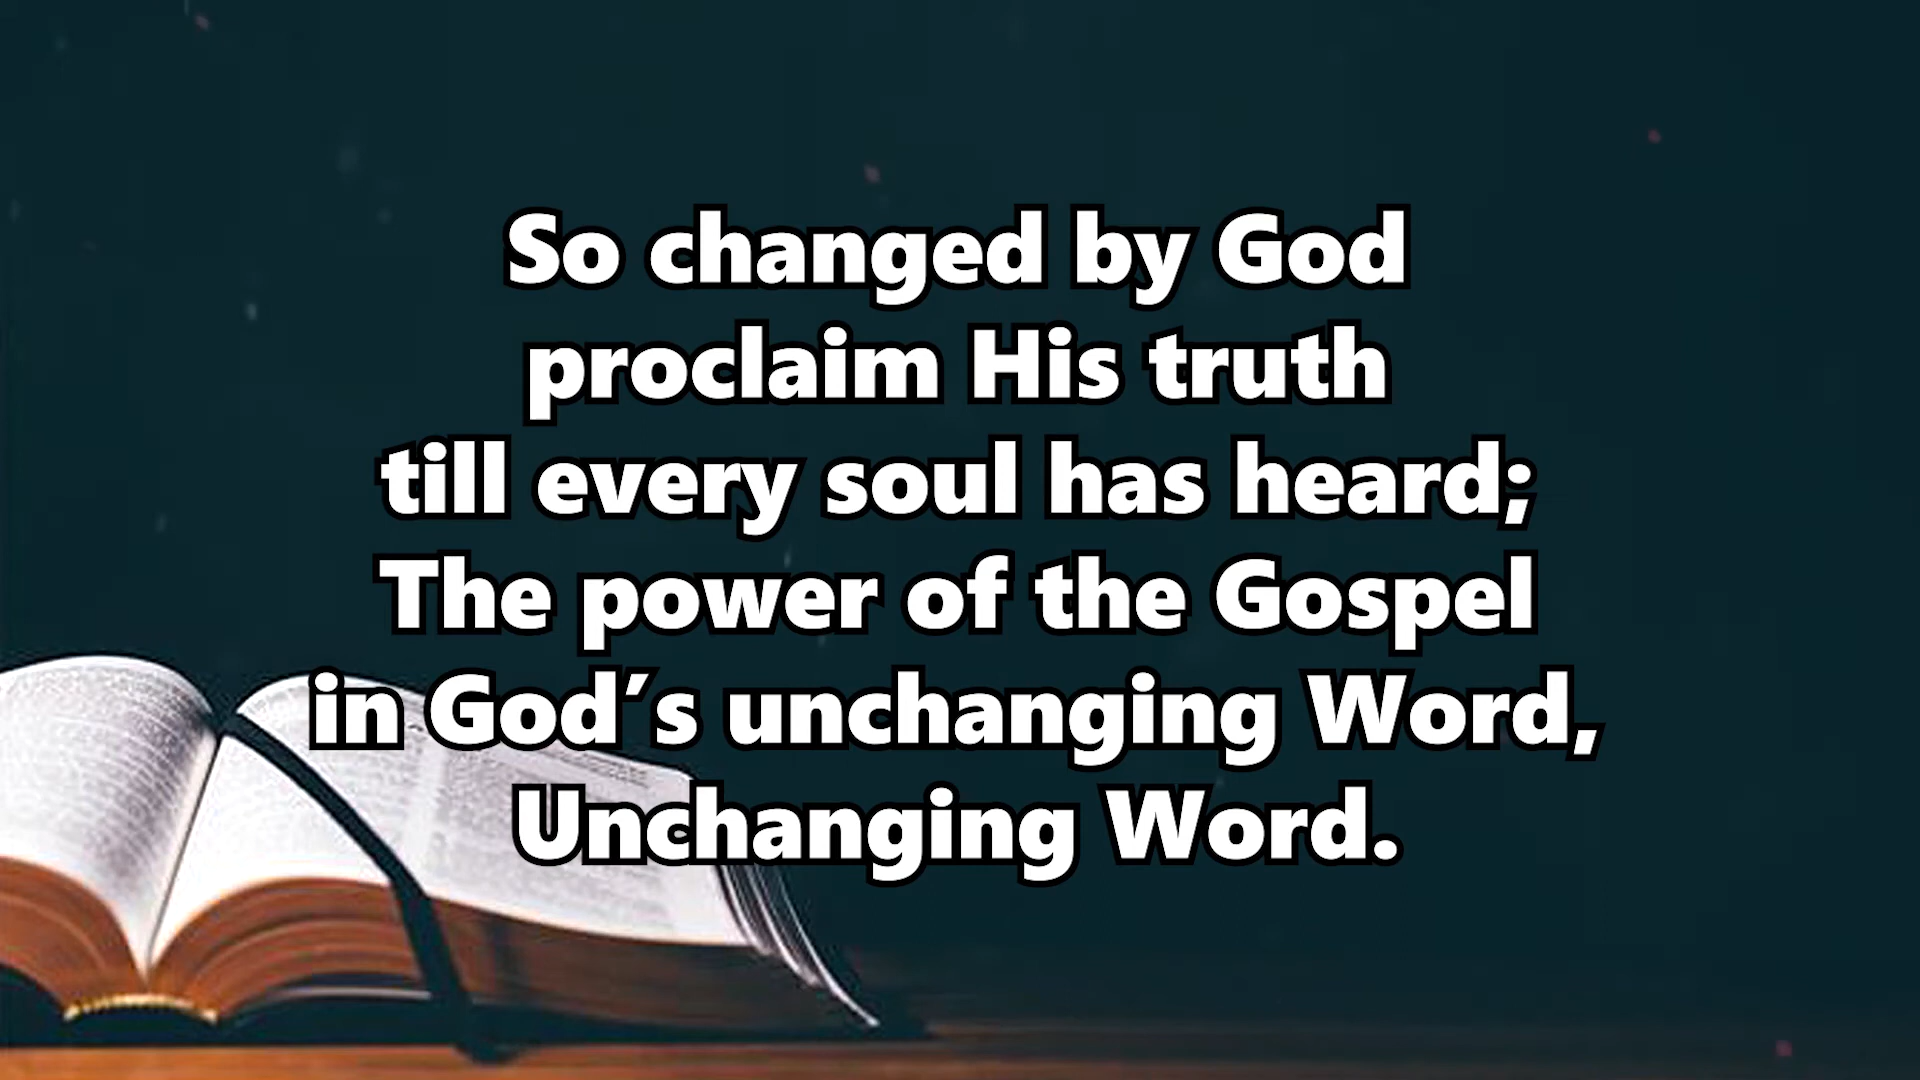 So changed by God
proclaim His truth
till every soul has heard;
The power of the Gospel
in God's unchanging Word,
Unchanging Word.